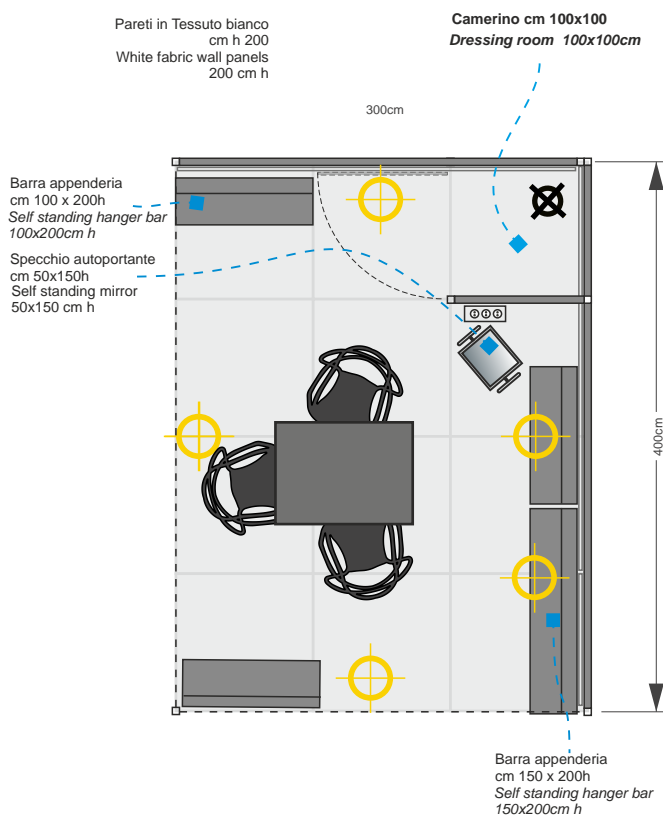 Pareti in Tessuto bianco
cm h 200
White fabric wall panels
200 cm h
Camerino cm 100x100
Dressing room 100x100cm
300cm
Barra appenderia
cm 100 x 200h
Self standing hanger bar
100x200cm h
Specchio autoportante
cm 50x150h
Self standing mirror
50x150 cm h
400cm
Barra appenderia
cm 150 x 200h
Self standing hanger bar
150x200cm h